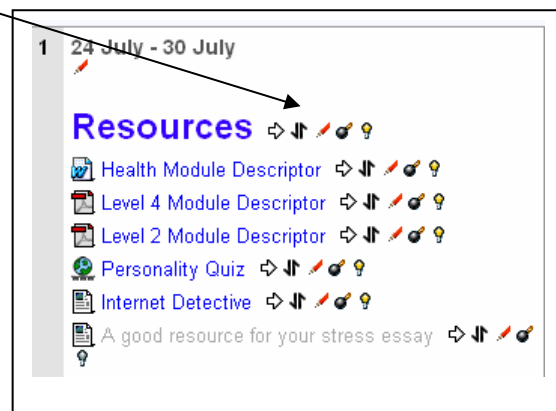 1 24 July - 30 July
Resources
Health Module Descriptor
Level 4 Module Descriptor
Level 2 Module Descriptor
Personality Quiz
Internet Detective
A good resource for your stress essay